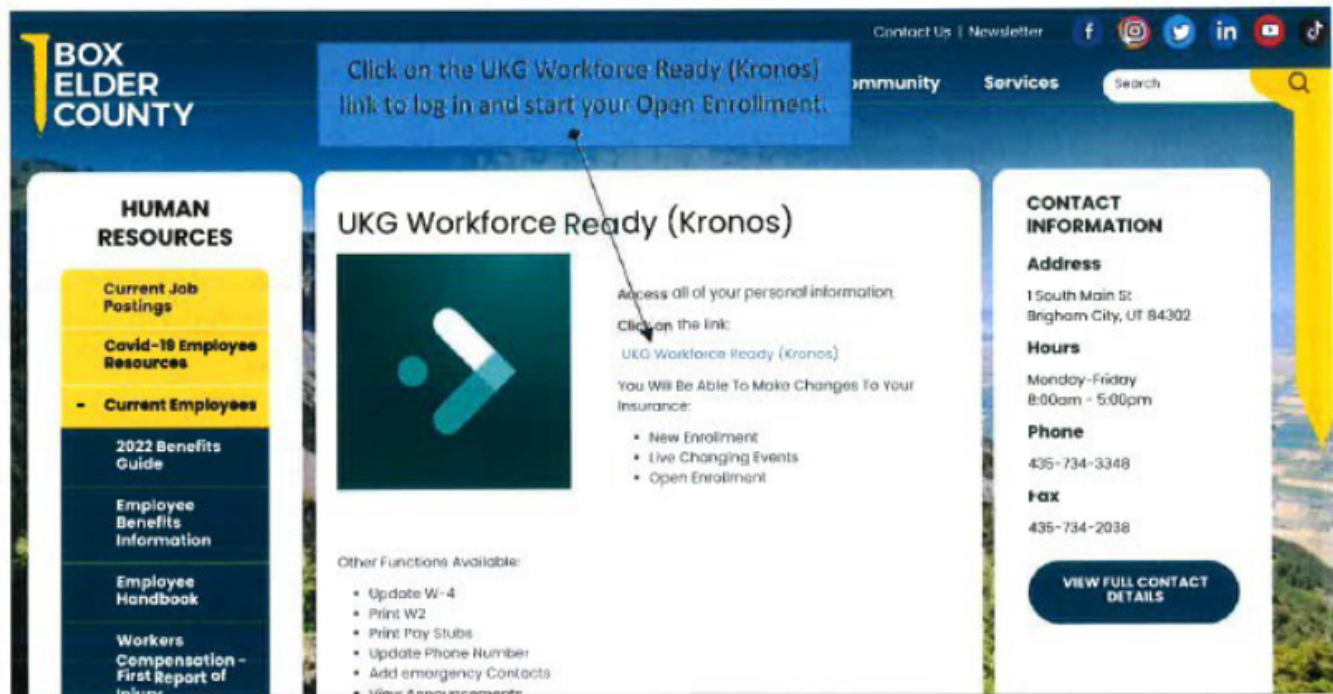 BOX
ELDER
COUNTY
Contact Us | Newsletter
Click on the UKG Workforce Ready (Kronos)
link to log in and start your Open Enrollment.
ommunity
Services
Search
HUMAN
RESOURCES
Current Job
Postings
Covid-19 Employee
Resources
- Current Employees
2022 Benefits
Guide
Employee
Benefits
Information
Employee
Handbook
Workers
Compensation -
First Report of
Injury
UKG Workforce Ready (Kronos)
Access all of your personal information.
Click on the link:
UKG Workforce Ready (Kronos)
You Will Be Able To Make Changes To Your
Insurance:
• New Enrollment
• Live Changing Events
• Open Enrollment
Other Functions Available:
• Update W-4
• Print W2
• Print Pay Stubs
• Update Phone Number
• Add emergency Contacts
• View Announcements
CONTACT
INFORMATION
Address
1 South Main St
Brigham City, UT 84302
Hours
Monday-Friday
8:00am - 5:00pm
Phone
435-734-3348
Fax
435-734-2038
VIEW FULL CONTACT
DETAILS